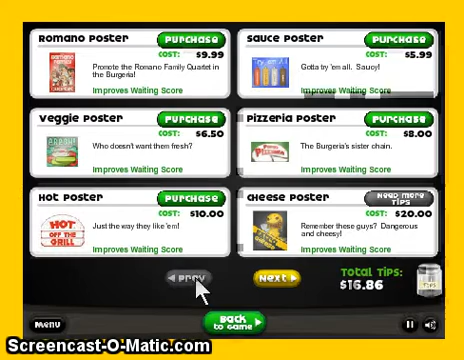 Romano Poster
Purchase
Cost: $9.99
Promote the Romano Family Quartet in
the Burgeria!
Improves Waiting Score
Sauce Poster
Purchase
Cost: $5.99
Try em All
Gotta try 'em all. Saucy!
Improves Waiting Score
Veggie Poster
Purchase
Cost: $6.50
Who doesn't want them fresh?
Improves Waiting Score
Pizzeria Poster
Purchase
Cost: $8.00
The Burgeria's sister chain.
Improves Waiting Score
Hot Poster
Purchase
Cost: $10.00
HOT
OFF THE
GRILL
Just the way they like 'em!
Improves Waiting Score
Cheese Poster
Need More
Tips
Cost: $20.00
Remember these guys? Dangerous
and cheesy!
Improves Waiting Score
Prev
Next
Total Tips:
$16.86
Menu
Back
to Game
Screencast-O-Matic.com